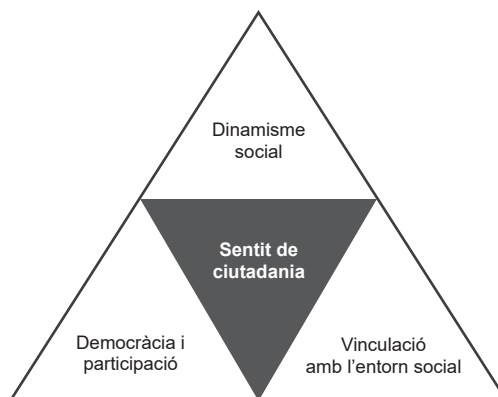 Dinamisme
social
Sentit de
ciutadania
Democràcia i
participació
Vinculació
amb l’entorn social